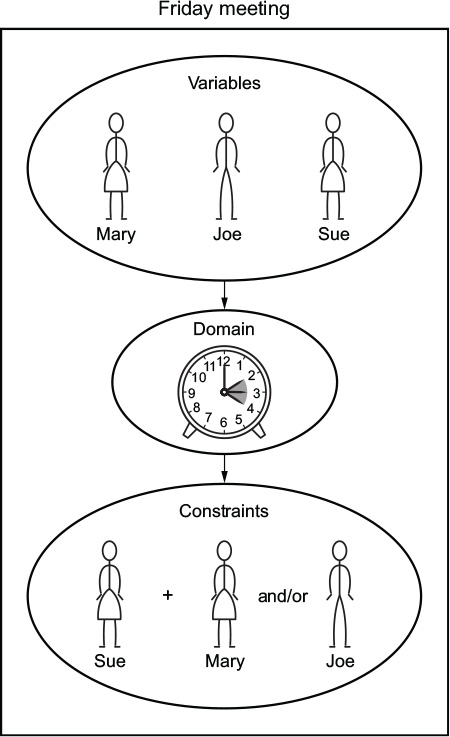 Friday meeting
Variables
Mary Joe Sue
Domain
12
11 1
10 2
9 3
8 4
7 5
6
Constraints
+ and/or
Sue Mary Joe